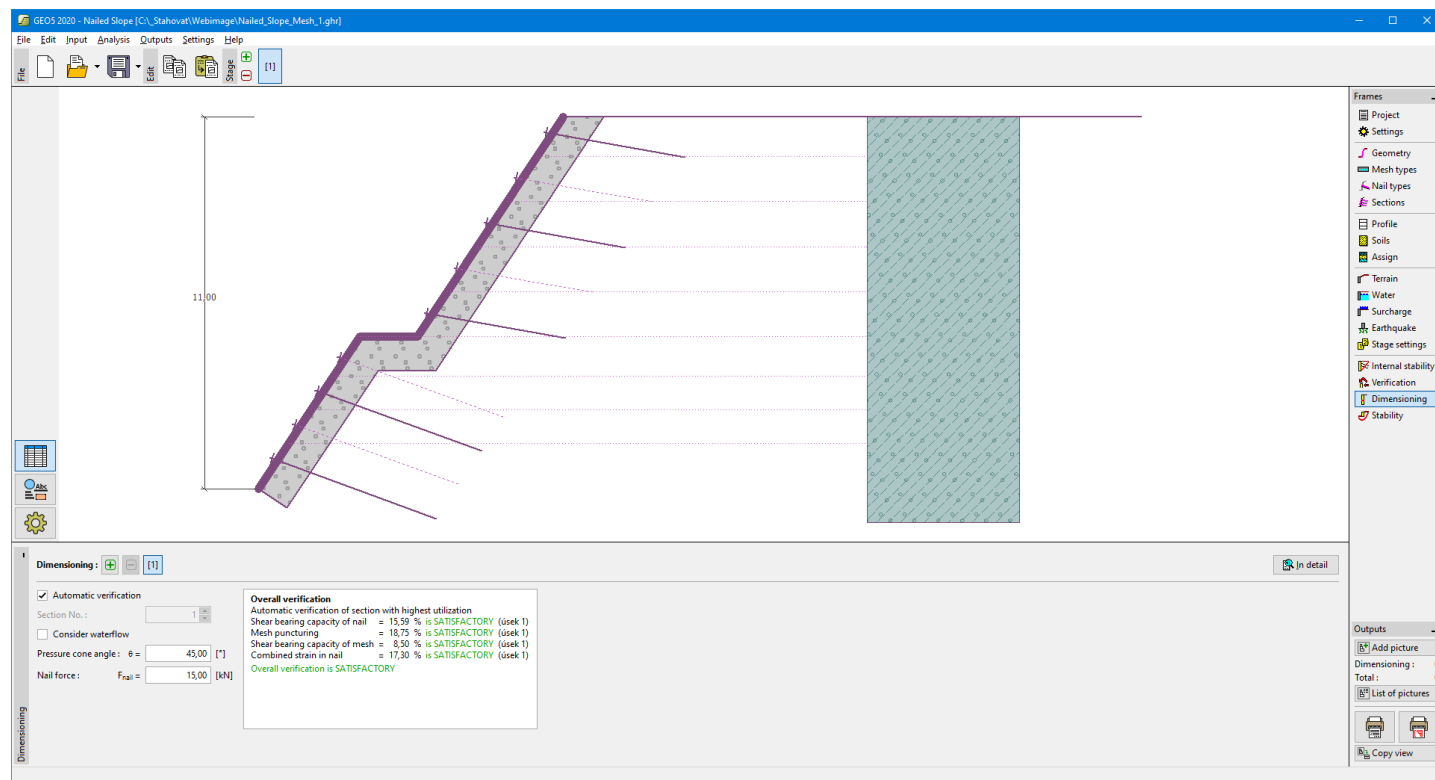 GEO5 2020 - Nailed Slope [C:\_Stahovat\Webimage\Nailed_Slope_Mesh_1.ghr]
File Edit Input Analysis Outputs Settings Help
File
Edit
Stage
[1]
11,00
Frames
Project
Settings
Geometry
Mesh types
Nail types
Sections
Profile
Soils
Assign
Terrain
Water
Surcharge
Earthquake
Stage settings
Internal stability
Verification
Dimensioning
Stability
Abc
Dimensioning
Dimensioning : [1]
In detail
Automatic verification
Section No. : 1
Consider waterflow
Pressure cone angle : θ = 45,00 [°]
Nail force : Fnail = 15,00 [kN]
Overall verification
Automatic verification of section with highest utilization
Shear bearing capacity of nail = 15,59 % is SATISFACTORY (úsek 1)
Mesh puncturing = 18,75 % is SATISFACTORY (úsek 1)
Shear bearing capacity of mesh = 8,50 % is SATISFACTORY (úsek 1)
Combined strain in nail = 17,30 % is SATISFACTORY (úsek 1)
Overall verification is SATISFACTORY
Outputs
Add picture
Dimensioning :
Total :
List of pictures
Copy view